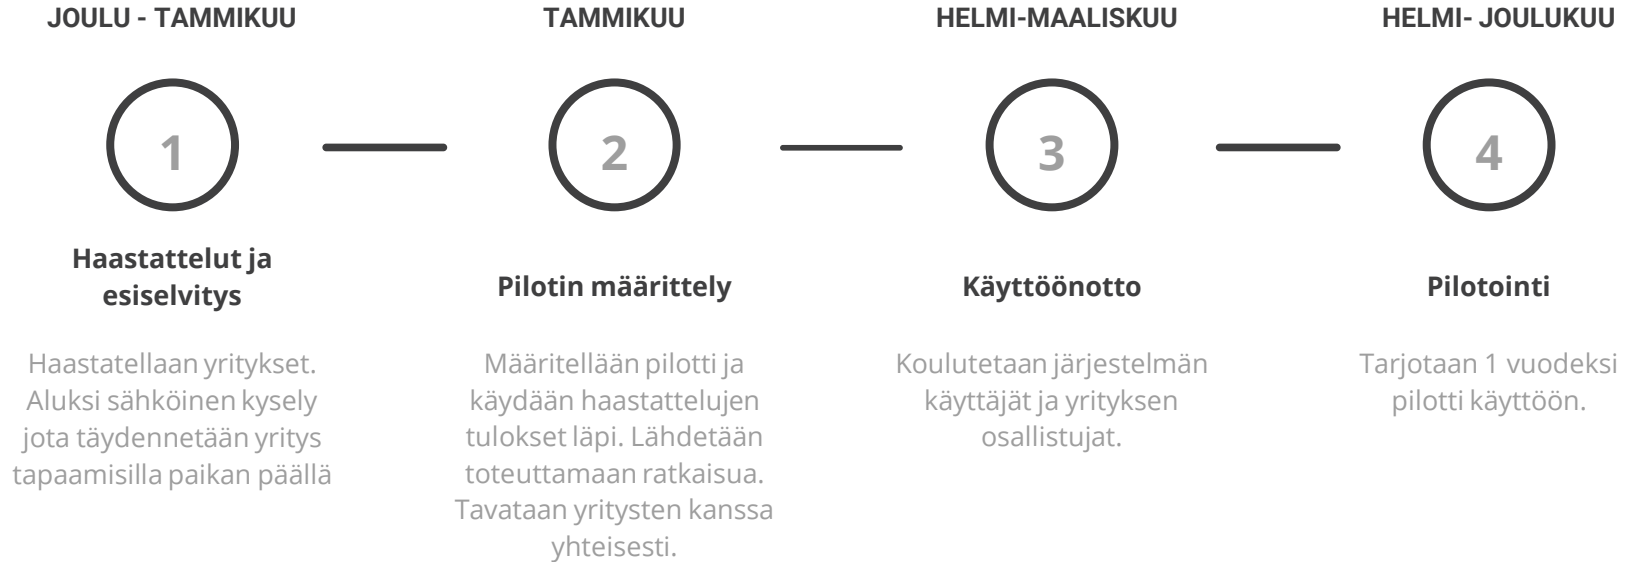 JOULU - TAMMIKUU
1
Haastattelut ja
esiselvitys
Haastatellaan yritykset.
Aluksi sähköinen kysely
jota täydennetään yritys
tapaamisilla paikan päällä
TAMMIKUU
2
Pilotin määrittely
Määritellään pilotti ja
käydään haastattelujen
tulokset läpi. Lähdetään
toteuttamaan ratkaisua.
Tavataan yritysten kanssa
yhteisesti.
HELMI-MAALISKUU
3
Käyttöönotto
Koulutetaan järjestelmän
käyttäjät ja yrityksen
osallistujat.
HELMI- JOULUKUU
4
Pilotointi
Tarjotaan 1 vuodeksi
pilotti käyttöön.